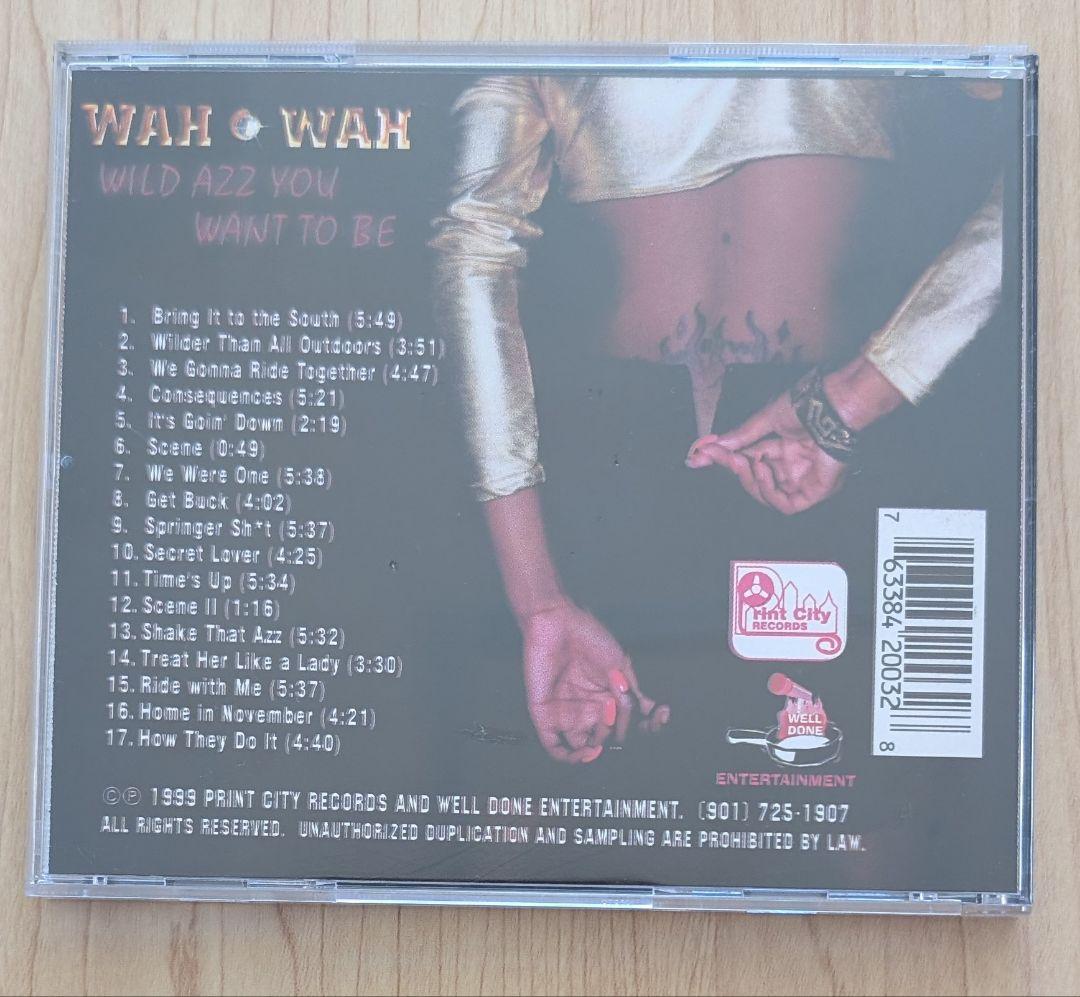 WAH WAH
WILD AZZ YOU
WANT TO BE
1. Bring It to the South (5:49)
2. Wilder Than All Outdoors (3:51)
3. We Gonna Ride Together (4:47)
4. Consequences (5:21)
5. It's Goin' Down (2:19)
6. Scene (0:49)
7. We Were One (5:38)
8. Get Buck (4:02)
9. Springer Sh*t (5:37)
10. Secret Lover (4:25)
11. Time's Up (5:34)
12. Scene II (1:16)
13. Shake That Azz (5:32)
14. Treat Her Like a Lady (3:30)
15. Ride with Me (5:37)
16. Home in November (4:21)
17. How They Do It (4:40)
7 63384 20032 8
Print City
RECORDS
WELL
DONE
ENTERTAINMENT
©℗ 1999 PRINT CITY RECORDS AND WELL DONE ENTERTAINMENT. (901) 725-1907
ALL RIGHTS RESERVED. UNAUTHORIZED DUPLICATION AND SAMPLING ARE PROHIBITED BY LAW.